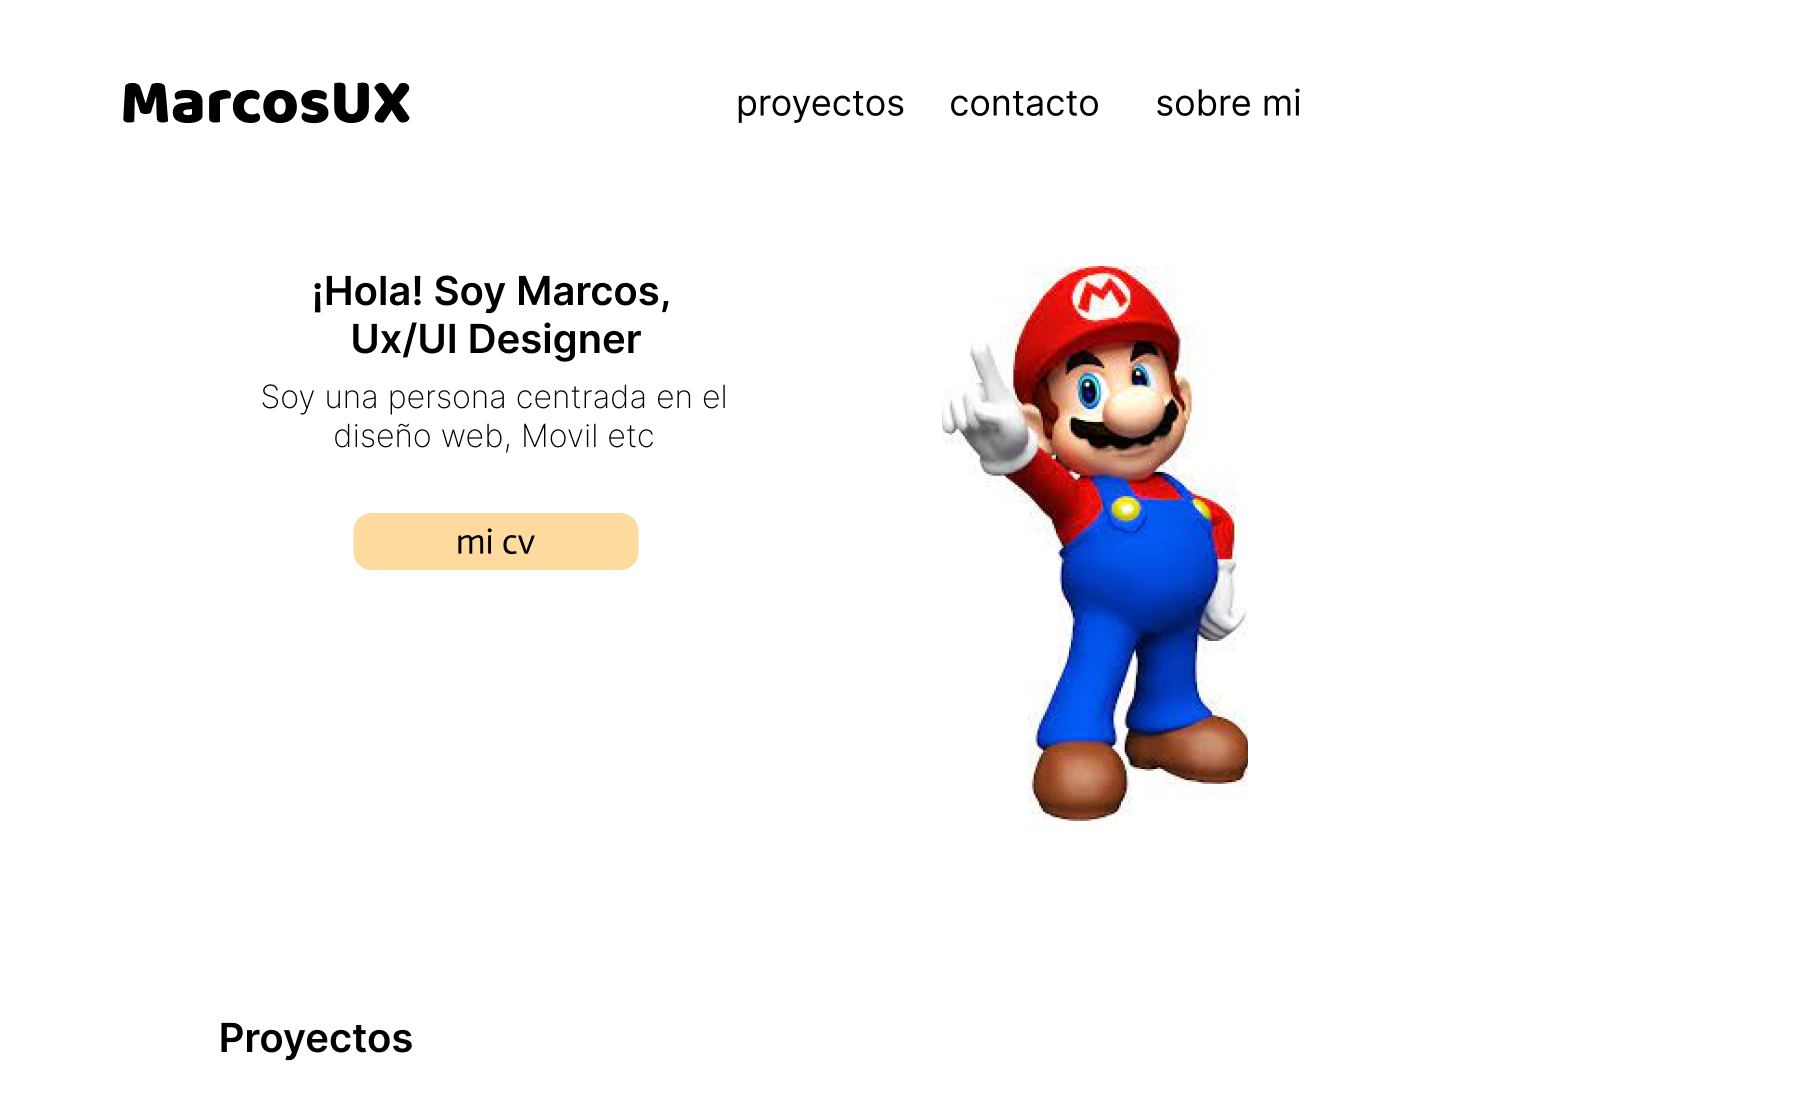 MarcosUX
proyectos contacto sobre mi
¡Hola! Soy Marcos,
Ux/UI Designer
Soy una persona centrada en el
diseño web, Movil etc
M
mi cv
Proyectos